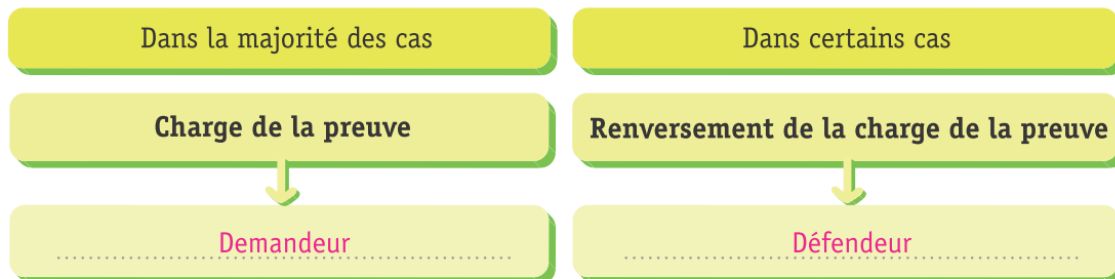 Dans la majorité des cas
Dans certains cas
Charge de la preuve
Renversement de la charge de la preuve
Demandeur
Défendeur